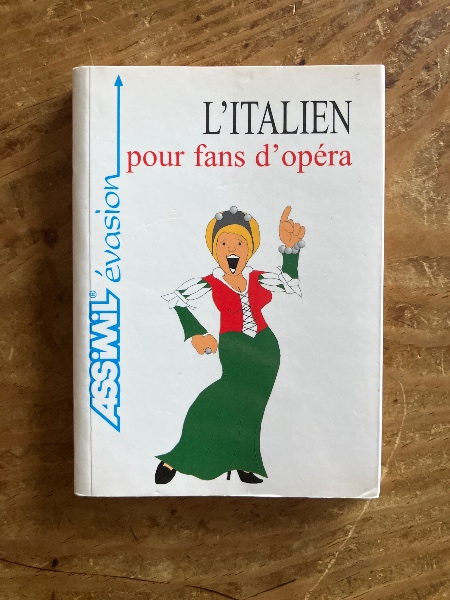 L'ITALIEN
pour fans d'opéra
ASSiMiL® évasion